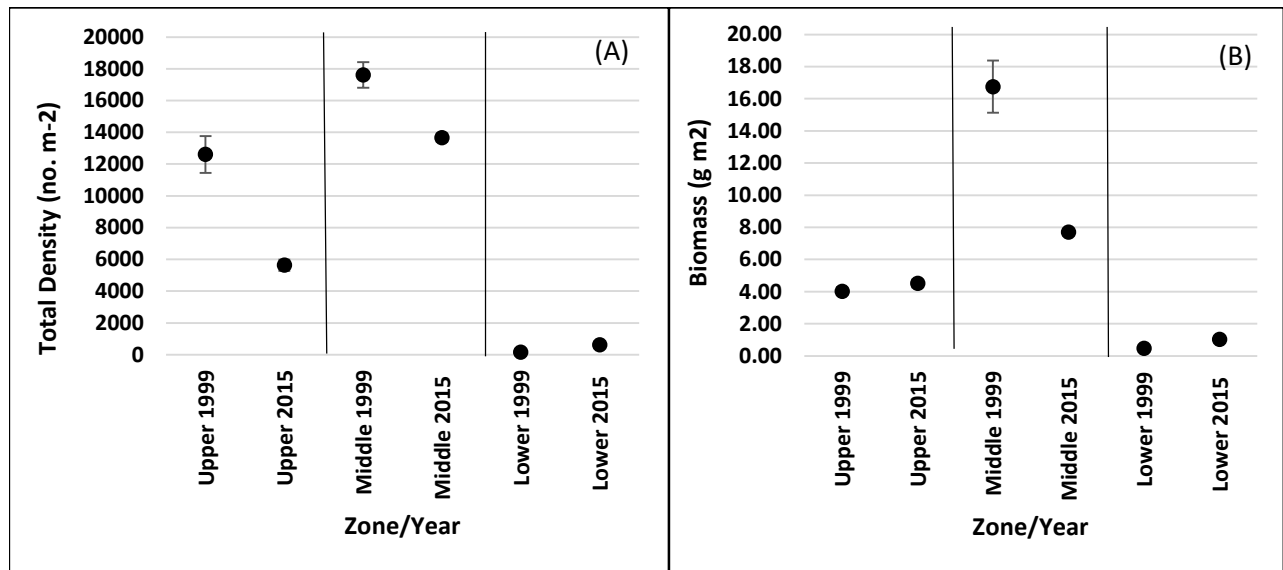 (A)
Total Density (no. m-2)
20000
18000
16000
14000
12000
10000
8000
6000
4000
2000
0
Upper 1999
Upper 2015
Middle 1999
Middle 2015
Lower 1999
Lower 2015
Zone/Year
(B)
Biomass (g m2)
20.00
18.00
16.00
14.00
12.00
10.00
8.00
6.00
4.00
2.00
0.00
Upper 1999
Upper 2015
Middle 1999
Middle 2015
Lower 1999
Lower 2015
Zone/Year